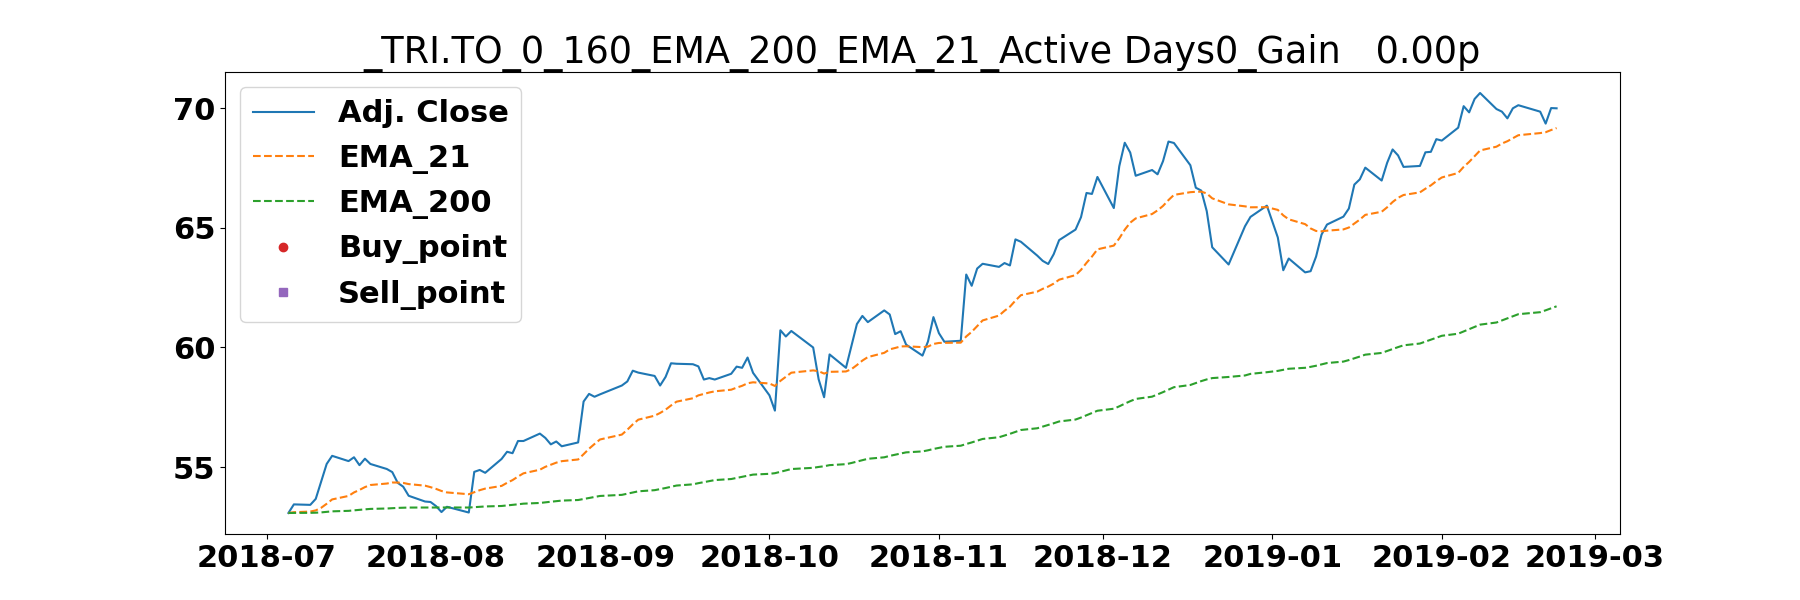 _TRI.TO_0_160_EMA_200_EMA_21_Active Days0_Gain   0.00p
Adj. Close
EMA_21
EMA_200
Buy_point
Sell_point
70
65
60
55
2018-07 2018-08 2018-09 2018-10 2018-11 2018-12 2019-01 2019-02 2019-03